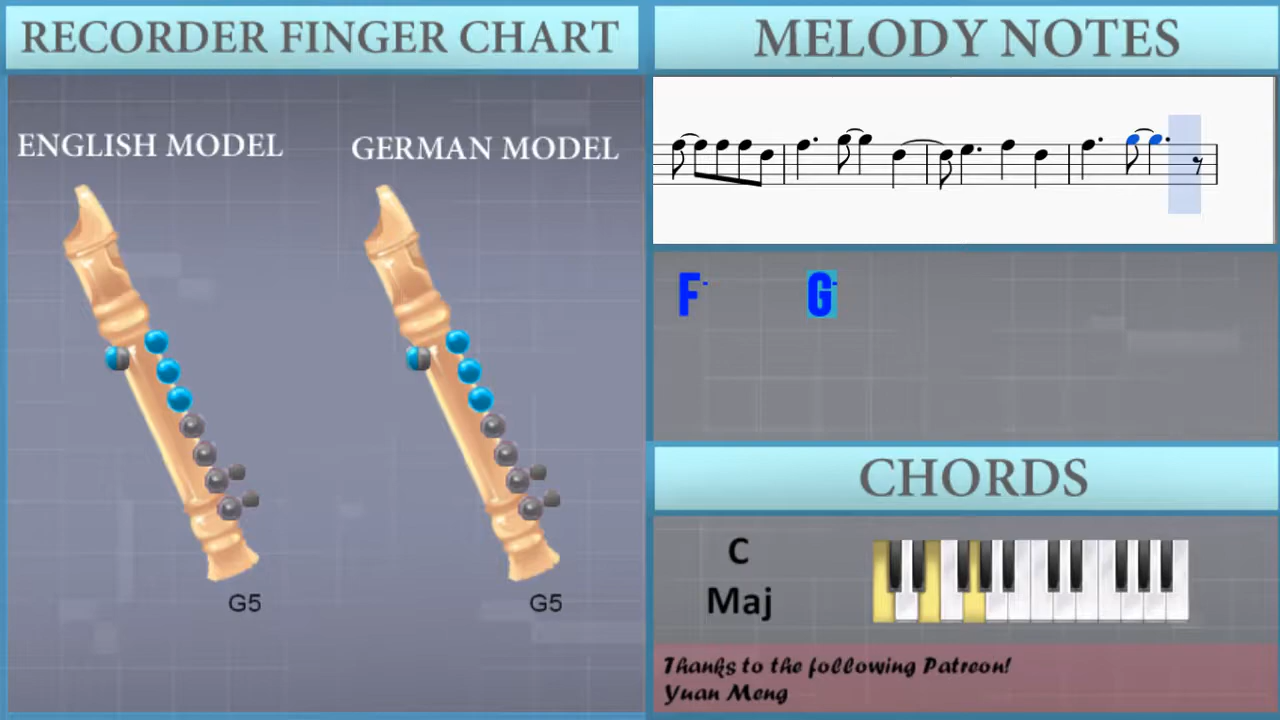 RECORDER FINGER CHART
ENGLISH MODEL
GERMAN MODEL
G5
G5
MELODY NOTES
F· G·
CHORDS
C
Maj
Thanks to the following Patreon!
Yuan Meng